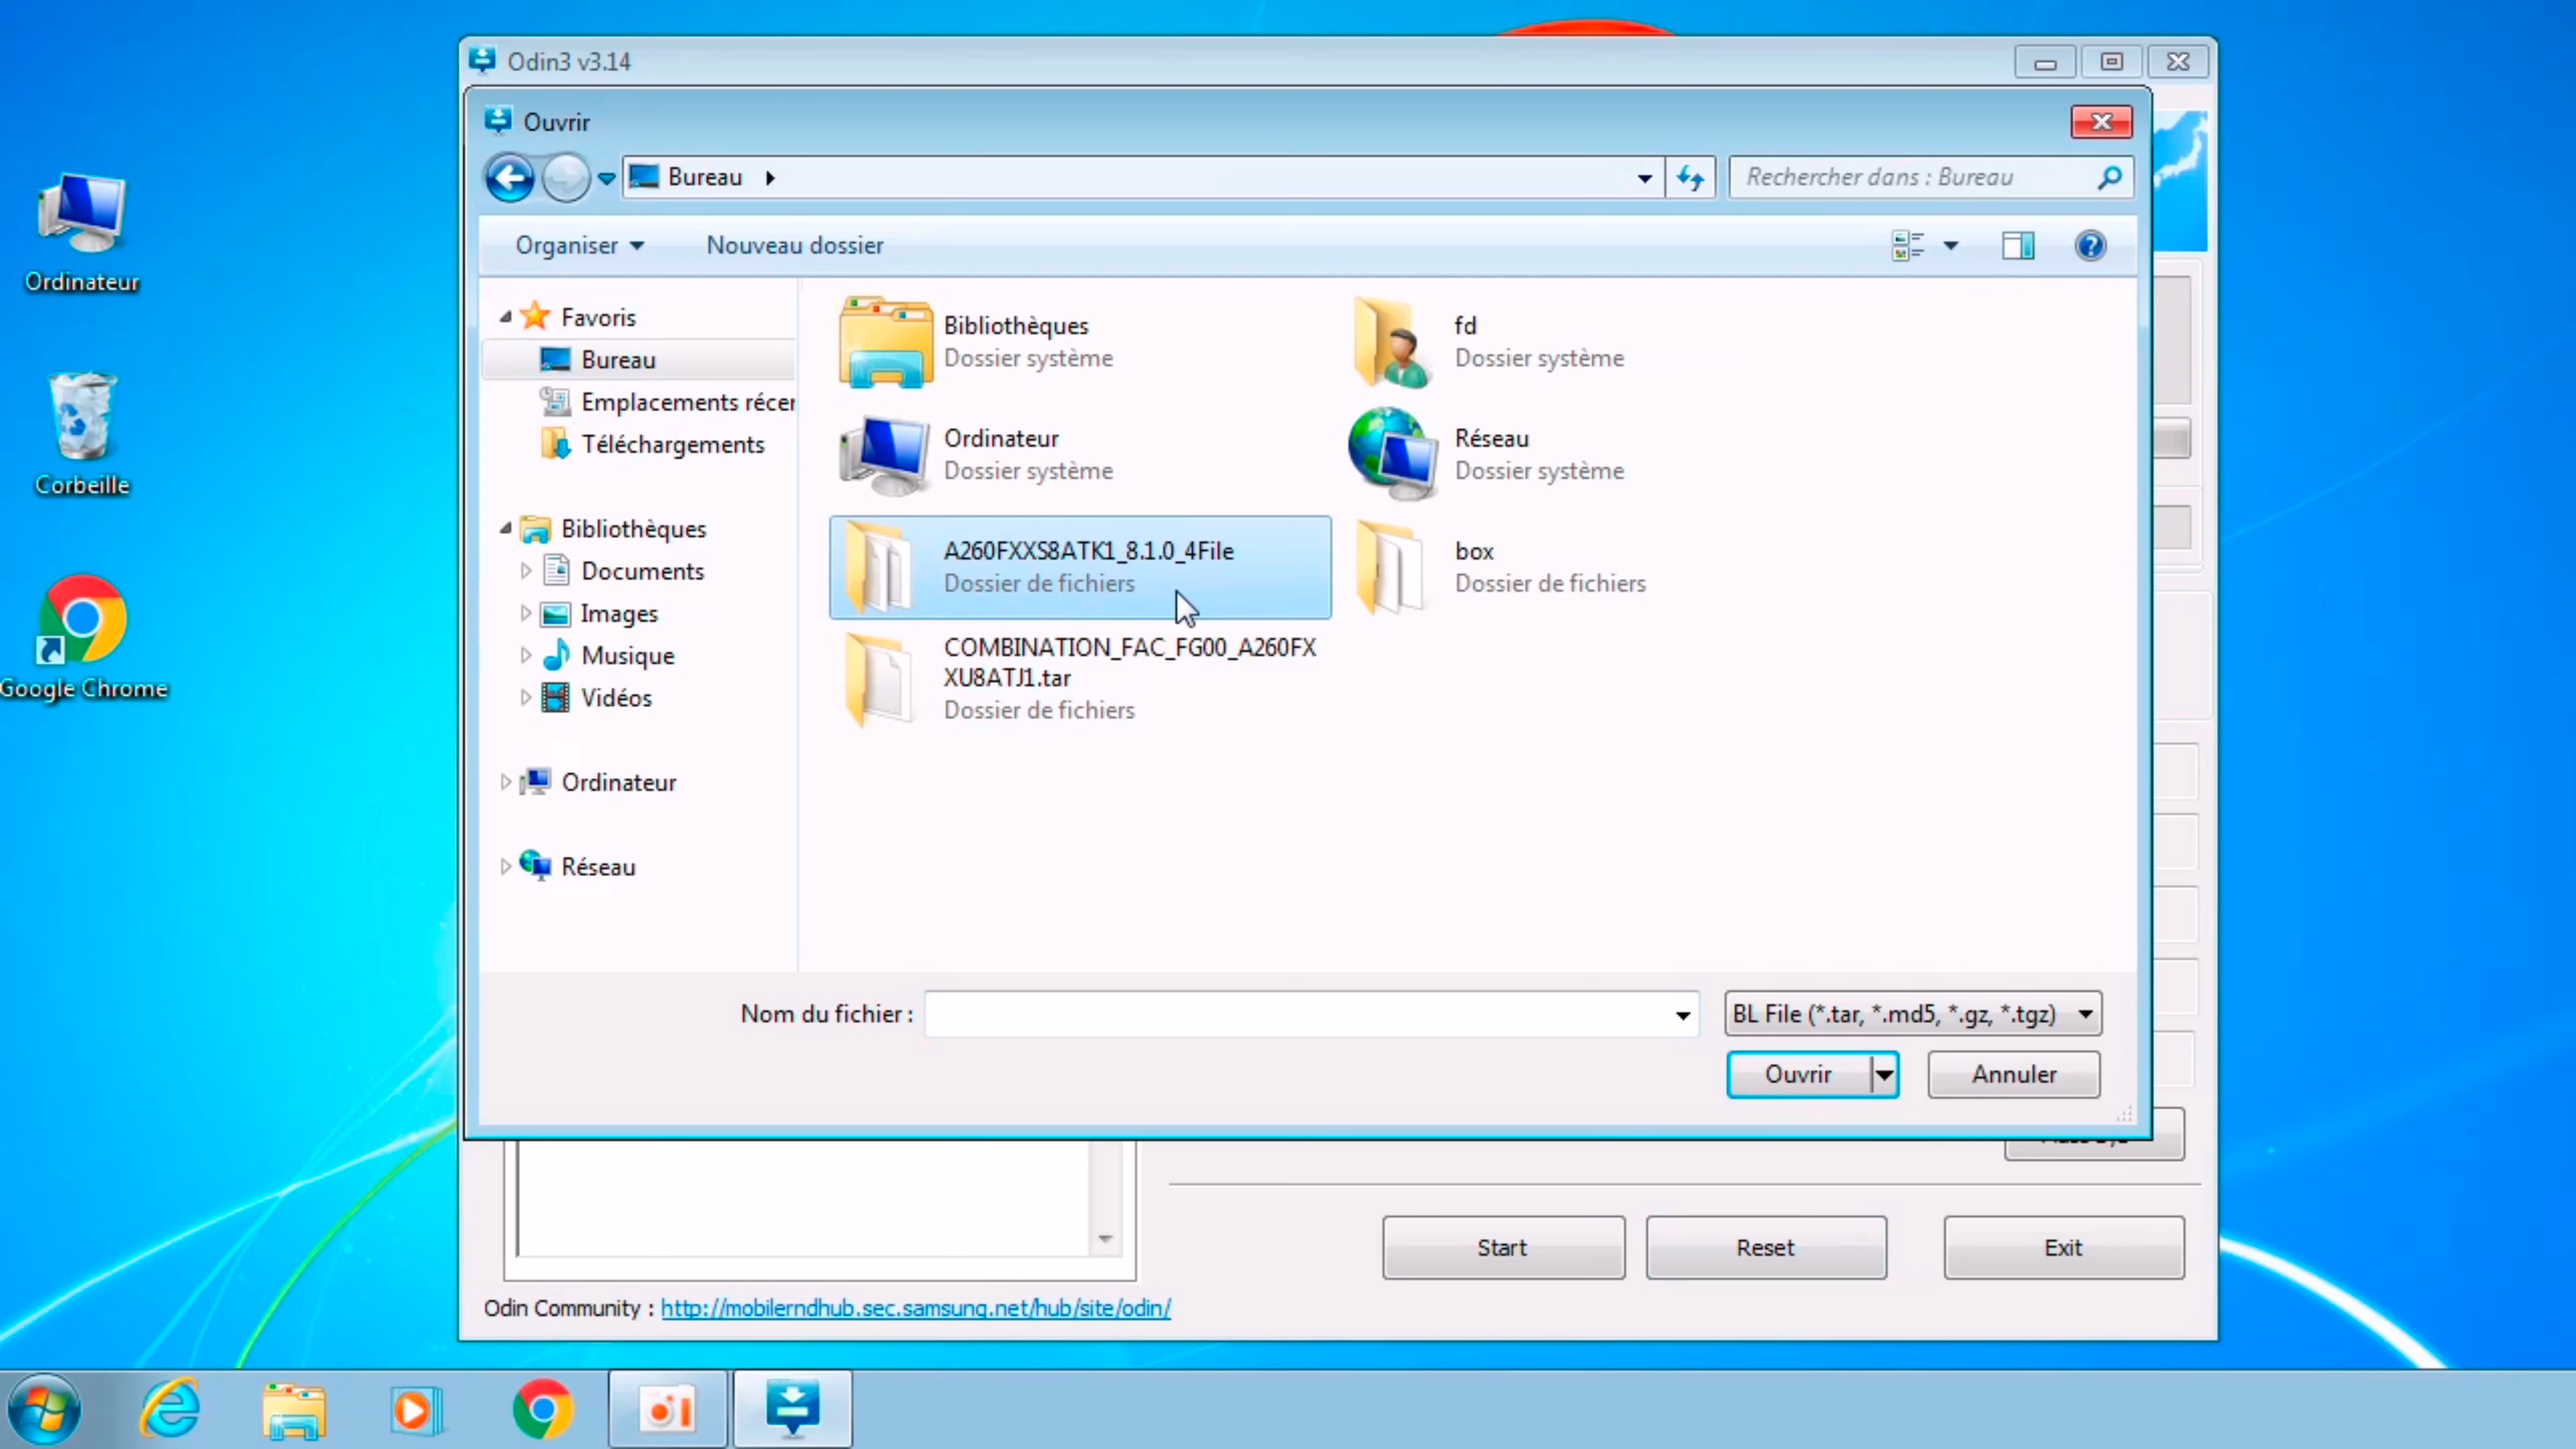 Odin3 v3.14
Ouvrir
Bureau
Rechercher dans : Bureau
Organiser
Nouveau dossier
Ordinateur
Corbeille
Google Chrome
Favoris
Bureau
Emplacements récer
Téléchargements
Bibliothèques
Documents
Images
Musique
Vidéos
Ordinateur
Réseau
Bibliothèques
Dossier système
fd
Dossier système
Ordinateur
Dossier système
Réseau
Dossier système
A260FXXS8ATK1_8.1.0_4File
Dossier de fichiers
box
Dossier de fichiers
COMBINATION_FAC_FG00_A260FX
XU8ATJ1.tar
Dossier de fichiers
Nom du fichier :
BL File (*.tar, *.md5, *.gz, *.tgz)
Ouvrir
Annuler
Start
Reset
Exit
Odin Community : http://mobilerndhub.sec.samsung.net/hub/site/odin/